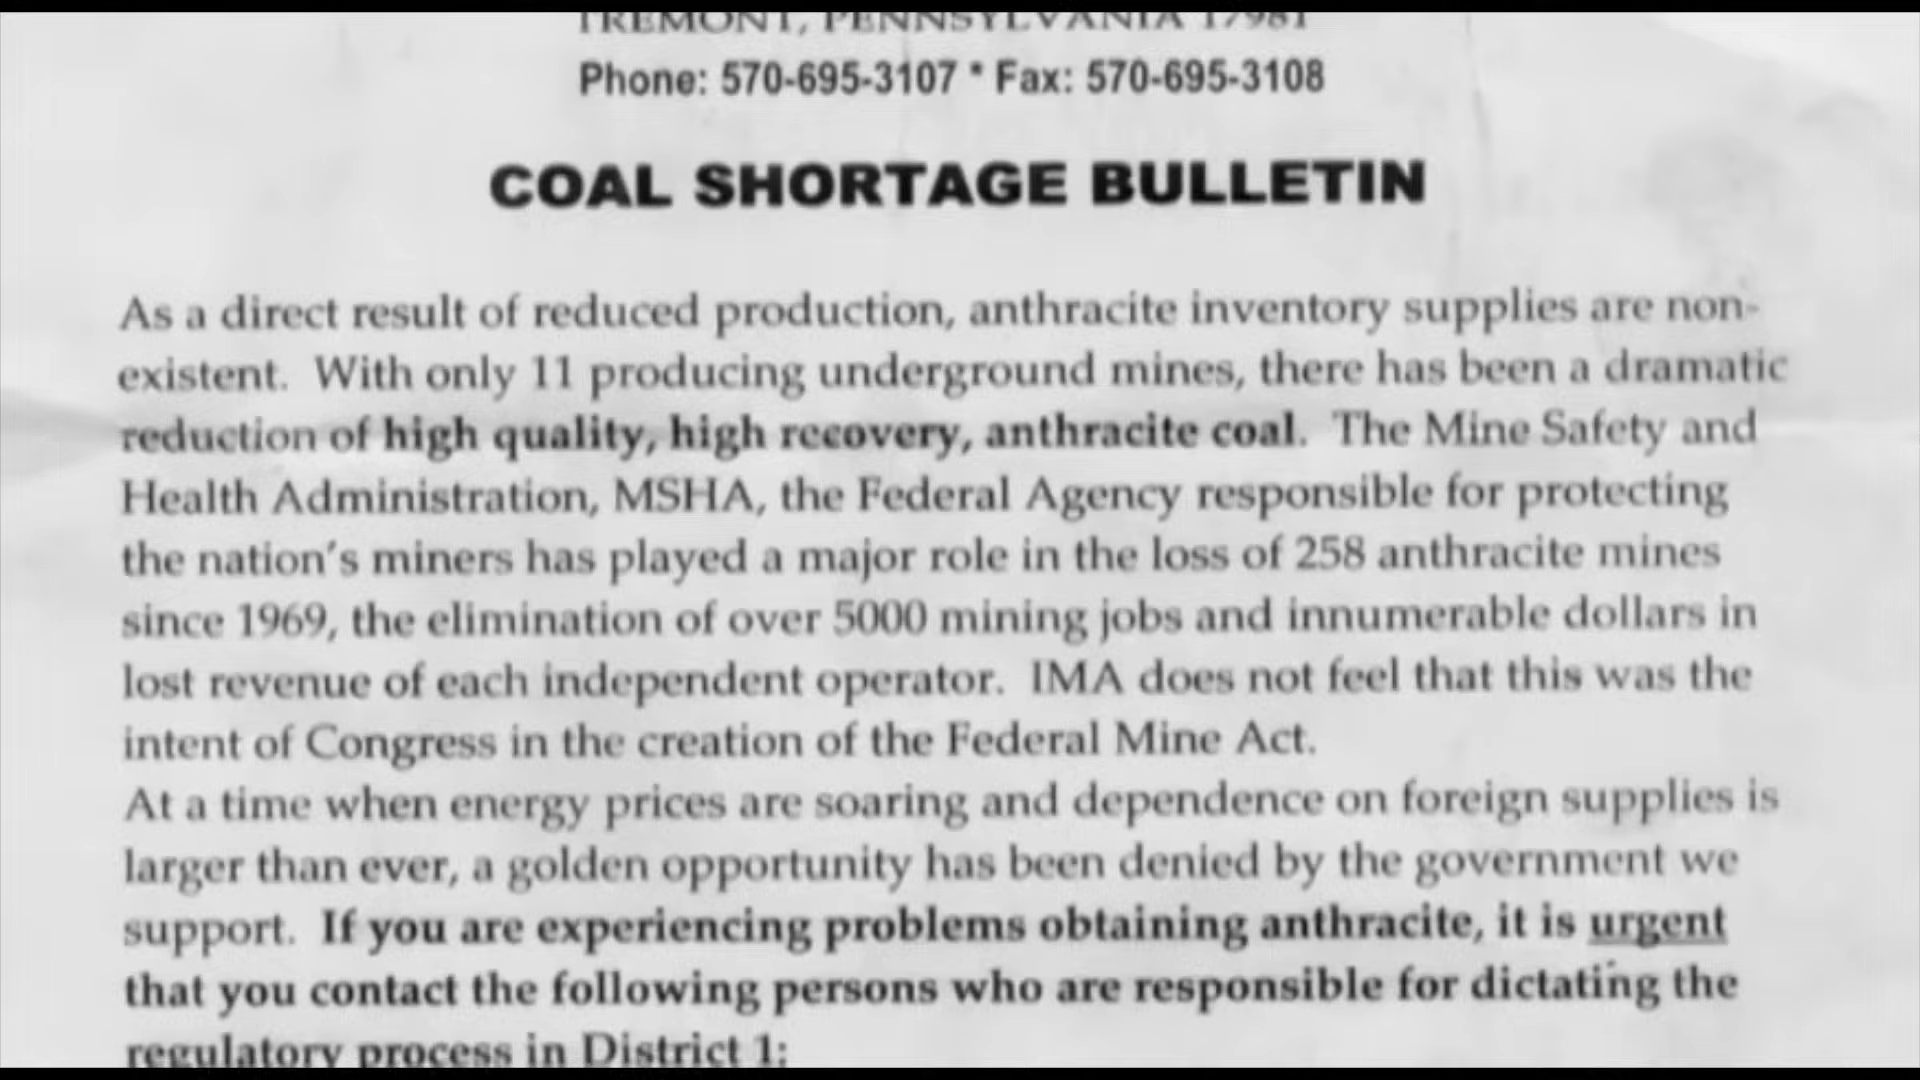 TREMONT, PENNSYLVANIA 17981
Phone: 570-695-3107 * Fax: 570-695-3108
COAL SHORTAGE BULLETIN
As a direct result of reduced production, anthracite inventory supplies are non-
existent. With only 11 producing underground mines, there has been a dramatic
reduction of high quality, high recovery, anthracite coal. The Mine Safety and
Health Administration, MSHA, the Federal Agency responsible for protecting
the nation's miners has played a major role in the loss of 258 anthracite mines
since 1969, the elimination of over 5000 mining jobs and innumerable dollars in
lost revenue of each independent operator. IMA does not feel that this was the
intent of Congress in the creation of the Federal Mine Act.
At a time when energy prices are soaring and dependence on foreign supplies is
larger than ever, a golden opportunity has been denied by the government we
support. If you are experiencing problems obtaining anthracite, it is urgent
that you contact the following persons who are responsible for dictating the
regulatory process in District 1: